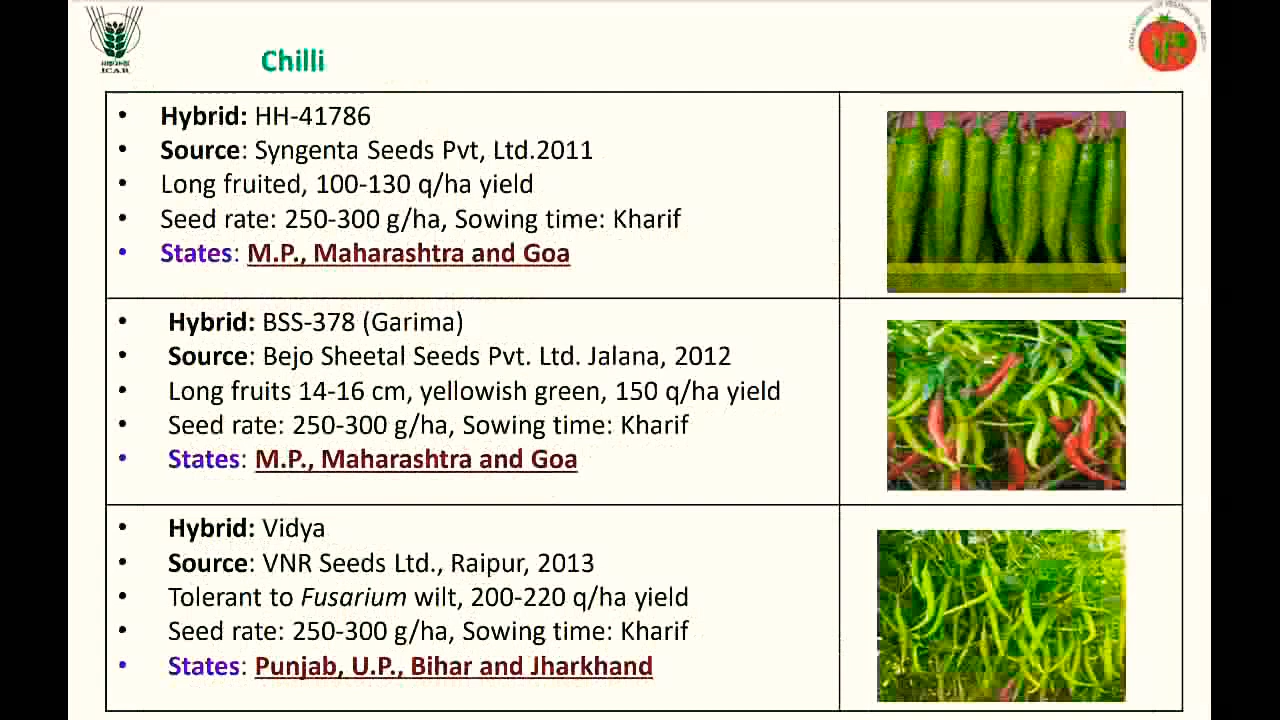 ICAR
Chilli
• Hybrid: HH-41786
• Source: Syngenta Seeds Pvt, Ltd.2011
• Long fruited, 100-130 q/ha yield
• Seed rate: 250-300 g/ha, Sowing time: Kharif
• States: M.P., Maharashtra and Goa
• Hybrid: BSS-378 (Garima)
• Source: Bejo Sheetal Seeds Pvt. Ltd. Jalana, 2012
• Long fruits 14-16 cm, yellowish green, 150 q/ha yield
• Seed rate: 250-300 g/ha, Sowing time: Kharif
• States: M.P., Maharashtra and Goa
• Hybrid: Vidya
• Source: VNR Seeds Ltd., Raipur, 2013
• Tolerant to Fusarium wilt, 200-220 q/ha yield
• Seed rate: 250-300 g/ha, Sowing time: Kharif
• States: Punjab, U.P., Bihar and Jharkhand